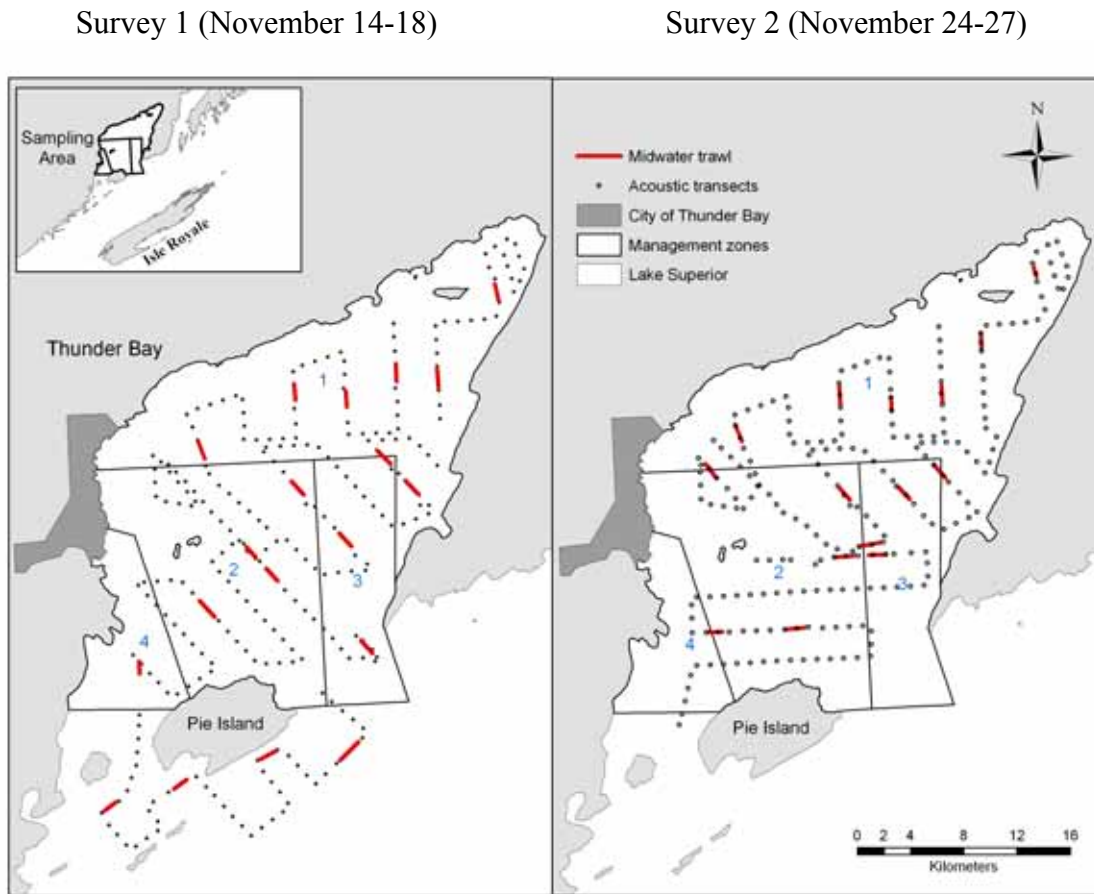 Survey 1 (November 14-18)
Survey 2 (November 24-27)
Sampling
Area
Isle Royale
Thunder Bay
1
2
3
4
Pie Island
N
Midwater trawl
Acoustic transects
City of Thunder Bay
Management zones
Lake Superior
1
2
3
4
Pie Island
0 2 4 8 12 16
Kilometers